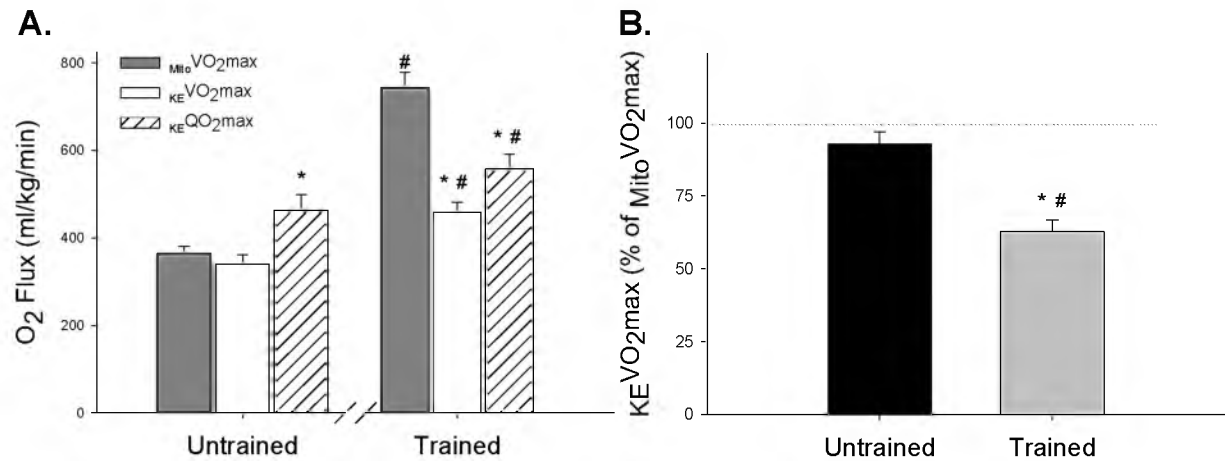 A.
O2 Flux (ml/kg/min)
800
600
400
200
0
MitoVO2max
KEVO2max
KEQO2max
*
#
* #
* #
Untrained
Trained
B.
KEVO2max (% of MitoVO2max)
100
75
50
25
0
* #
Untrained
Trained